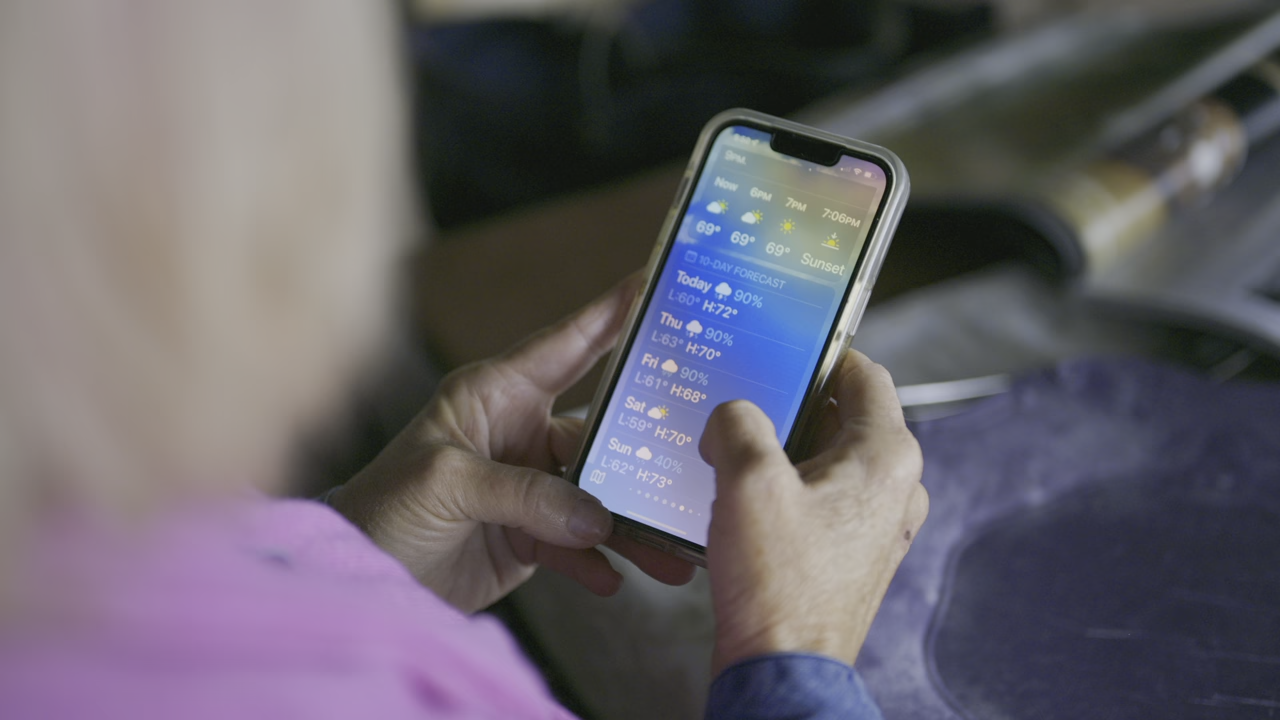 9PM.
Now 6PM 7PM 7:06PM
69° 69° 69° Sunset
10-DAY FORECAST
Today 90%
L:60° H:72°
Thu 90%
L:63° H:70°
Fri 90%
L:61° H:68°
Sat
L:59° H:70°
Sun 40%
L:62° H:73°